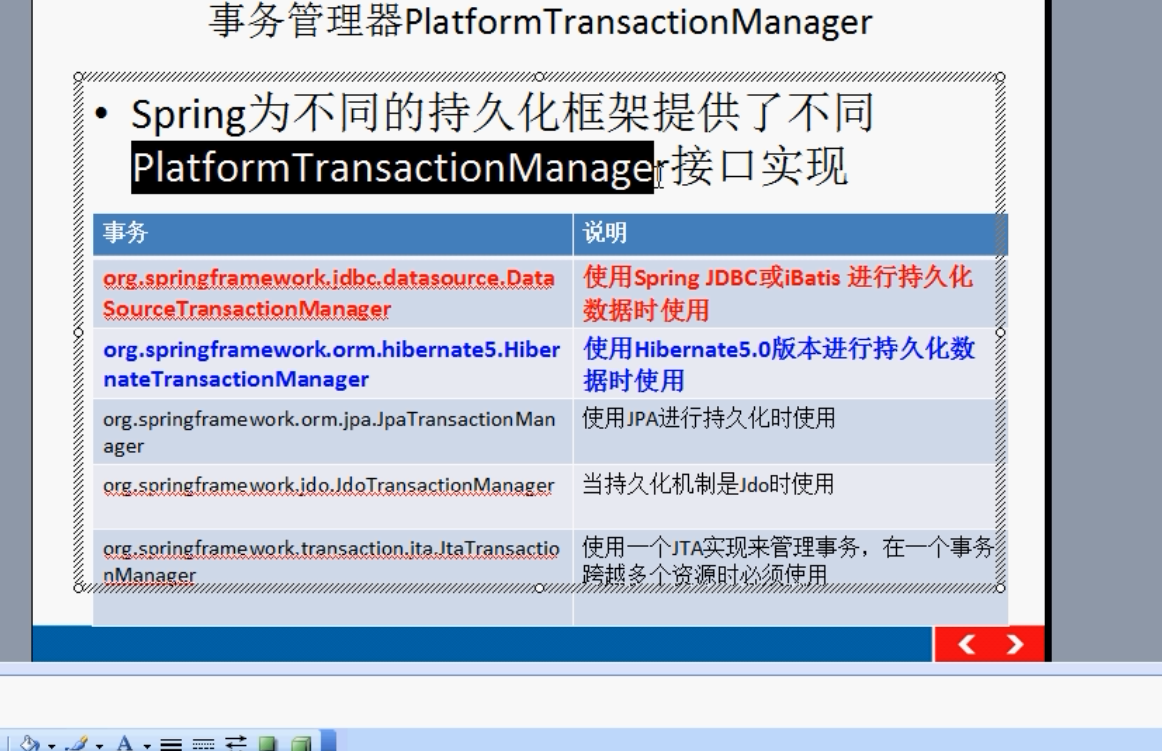 事务管理器PlatformTransactionManager
• Spring为不同的持久化框架提供了不同
PlatformTransactionManager接口实现
事务
说明
org.springframework.jdbc.datasource.Data
SourceTransactionManager
使用Spring JDBC或iBatis 进行持久化
数据时使用
org.springframework.orm.hibernate5.Hiber
nateTransactionManager
使用Hibernate5.0版本进行持久化数
据时使用
org.springframework.orm.jpa.JpaTransactionMan
ager
使用JPA进行持久化时使用
org.springframework.jdo.JdoTransactionManager
当持久化机制是Jdo时使用
org.springframework.transaction.jta.JtaTransactio
nManager
使用一个JTA实现来管理事务，在一个事务
跨越多个资源时必须使用